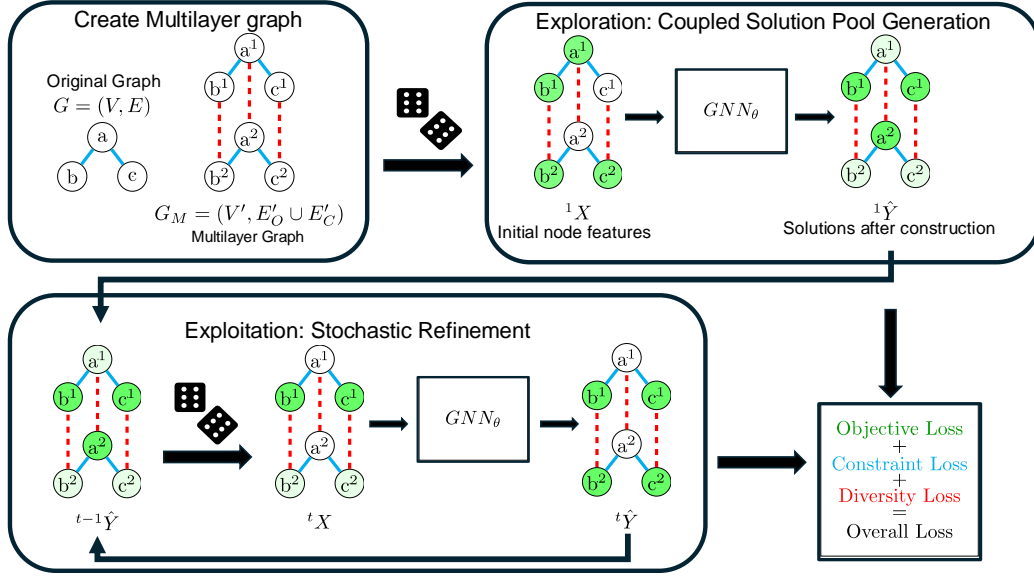 Create Multilayer graph
Original Graph
G = (V, E)
a
b
c
a¹
b¹
c¹
a²
b²
c²
G_M = (V′, E′_O ∪ E′_C)
Multilayer Graph
Exploration: Coupled Solution Pool Generation
a¹
b¹
c¹
a²
b²
c²
¹X
Initial node features
GNN_θ
a¹
b¹
c¹
a²
b²
c²
¹Ŷ
Solutions after construction
Exploitation: Stochastic Refinement
a¹
b¹
c¹
a²
b²
c²
ᵗ⁻¹Ŷ
a¹
b¹
c¹
a²
b²
c²
ᵗX
GNN_θ
a¹
b¹
c¹
a²
b²
c²
ᵗŶ
Objective Loss
+
Constraint Loss
+
Diversity Loss
=
Overall Loss